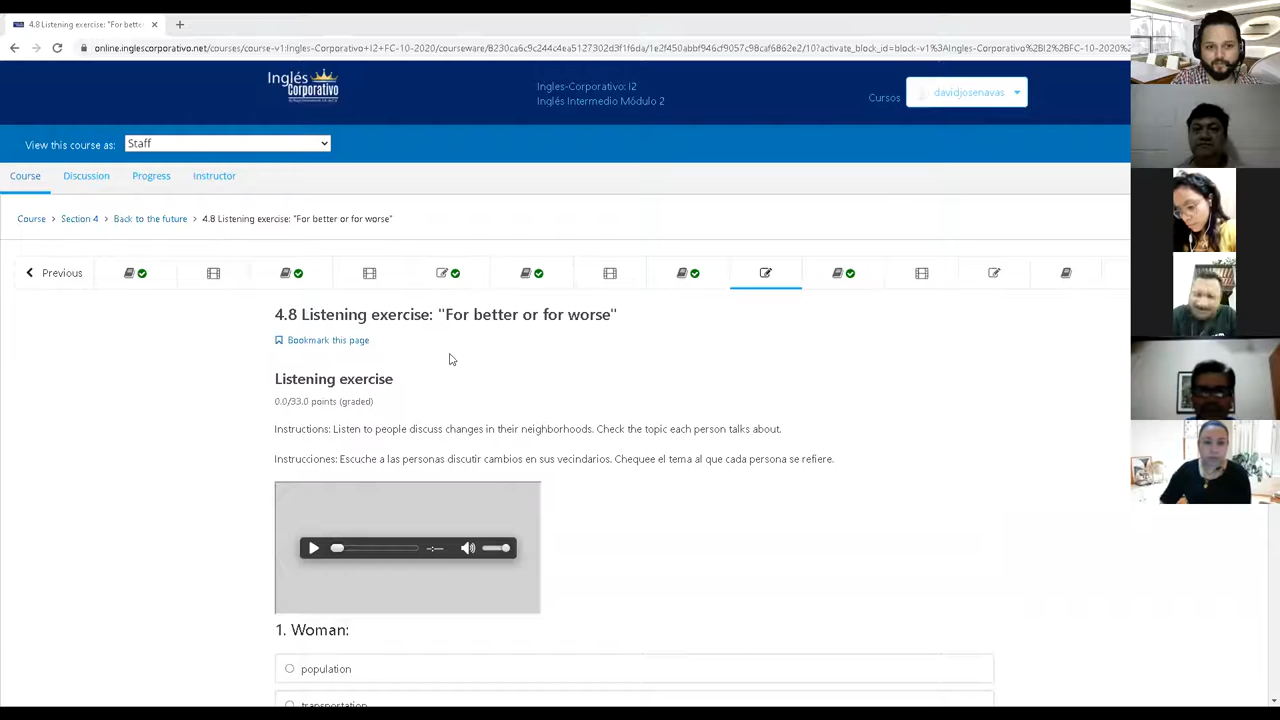 4.8 Listening exercise: "For bette
online.inglescorporativo.net/courses/course-v1:Ingles-Corporativo+I2+FC-10-2020/
Inglés
Corporativo
Ingles-Corporativo: I2
Inglés Intermedio Módulo 2
Cursos
davidjosenavas
View this course as:
Staff
Course
Discussion
Progress
Instructor
Course > Section 4 > Back to the future > 4.8 Listening exercise: "For better or for worse"
Previous
4.8 Listening exercise: "For better or for worse"
Bookmark this page
Listening exercise
0.0/33.0 points (graded)
Instructions: Listen to people discuss changes in their neighborhoods. Check the topic each person talks about.
Instrucciones: Escuche a las personas discutir cambios en sus vecindarios. Chequee el tema al que cada persona se refiere.
-:--
1. Woman:
population
transportation